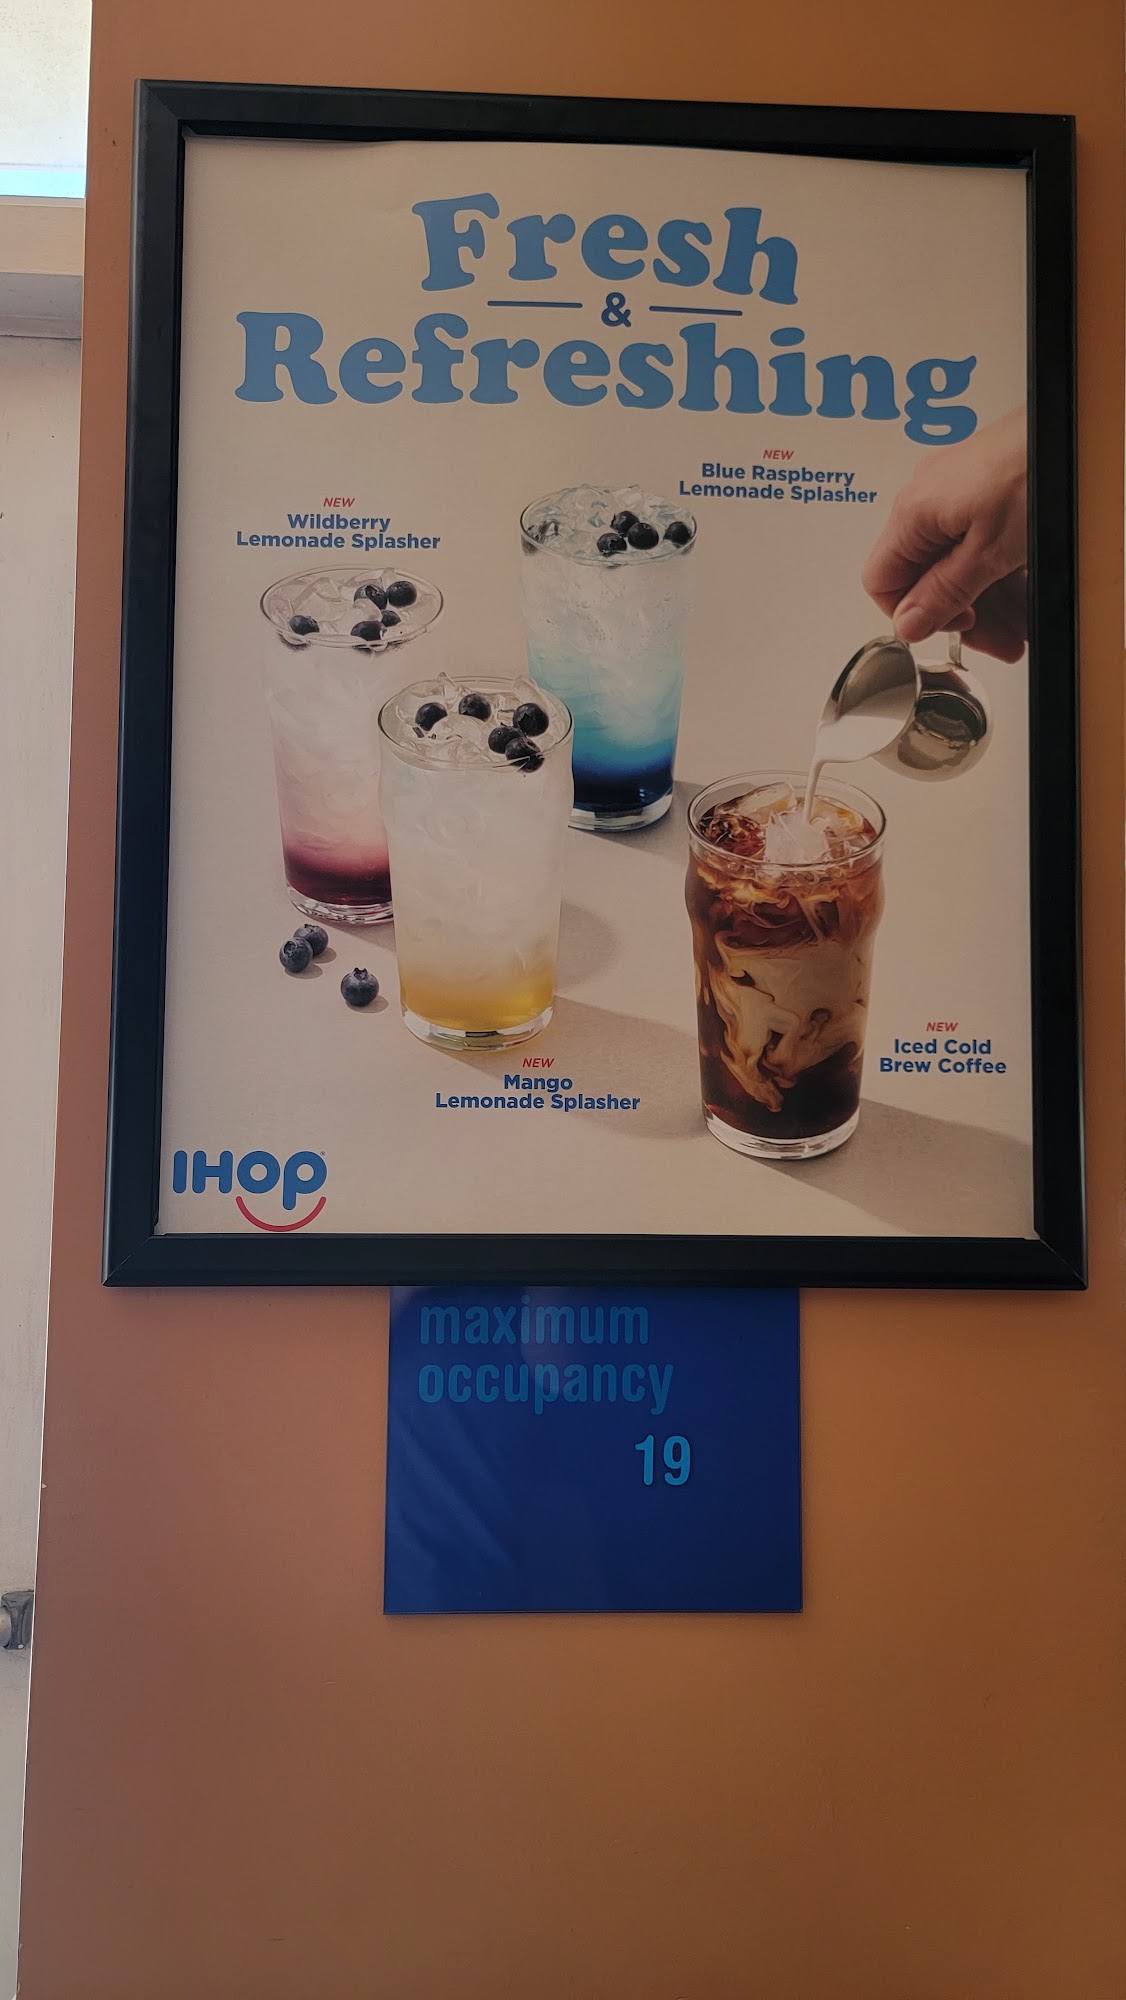 Fresh
&
Refreshing
NEW
Wildberry
Lemonade Splasher
NEW
Blue Raspberry
Lemonade Splasher
NEW
Mango
Lemonade Splasher
NEW
Iced Cold
Brew Coffee
IHOP®
maximum
occupancy
19